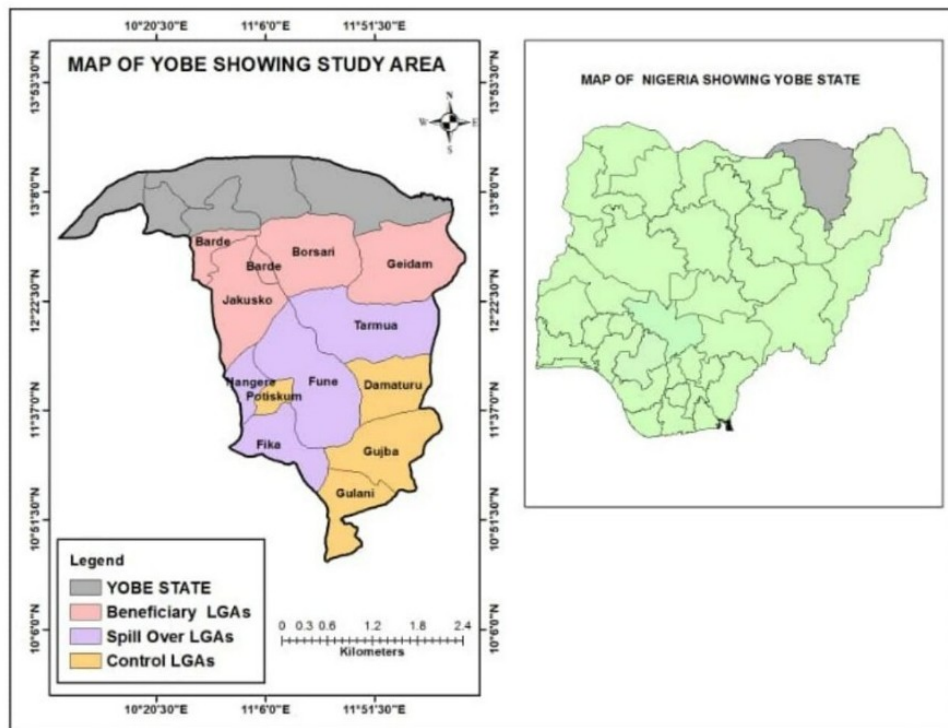 10°20'30"E 11°6'0"E 11°51'30"E
MAP OF YOBE SHOWING STUDY AREA
N
W E
S
13°53'30"N
13°8'0"N
12°22'30"N
11°37'0"N
10°51'30"N
10°6'0"N
Barde
Borsari
Barde
Geidam
Jakusko
Tarmua
Nangere
Fune
Damaturu
Potiskum
Fika
Gujba
Gulani
Legend
YOBE STATE
Beneficiary LGAs
Spill Over LGAs
Control LGAs
0 0.3 0.6 1.2 1.8 2.4
Kilometers
13°53'30"N
13°8'0"N
12°22'30"N
11°37'0"N
10°51'30"N
10°6'0"N
10°20'30"E 11°6'0"E 11°51'30"E
MAP OF NIGERIA SHOWING YOBE STATE